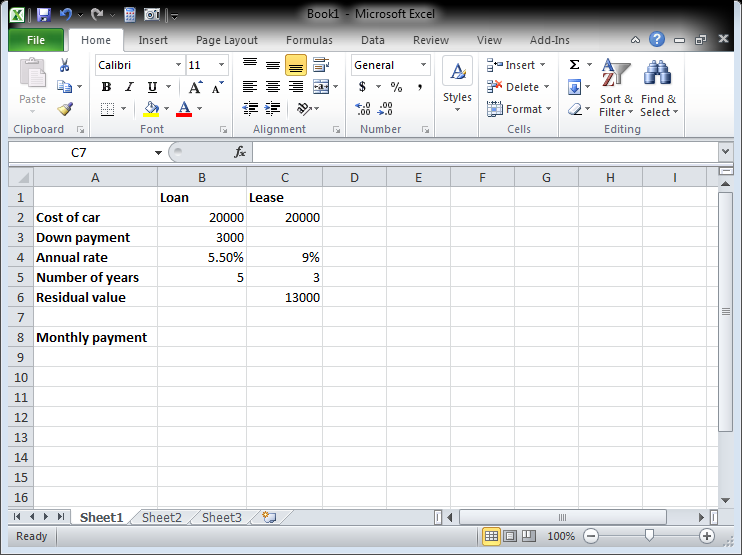 Book1 - Microsoft Excel
File Home Insert Page Layout Formulas Data Review View Add-Ins
Paste
Calibri 11
B I U
A A
A
General
$ % ,
.00 .0
Styles
Insert
Delete
Format
Σ
Sort & Filter
Find & Select
Clipboard Font Alignment Number Cells Editing
C7 fx
A B C D E F G H I
1 Loan Lease
2 Cost of car 20000 20000
3 Down payment 3000
4 Annual rate 5.50% 9%
5 Number of years 5 3
6 Residual value 13000
7
8 Monthly payment
9
10
11
12
13
14
15
16
Sheet1 Sheet2 Sheet3
Ready 100%